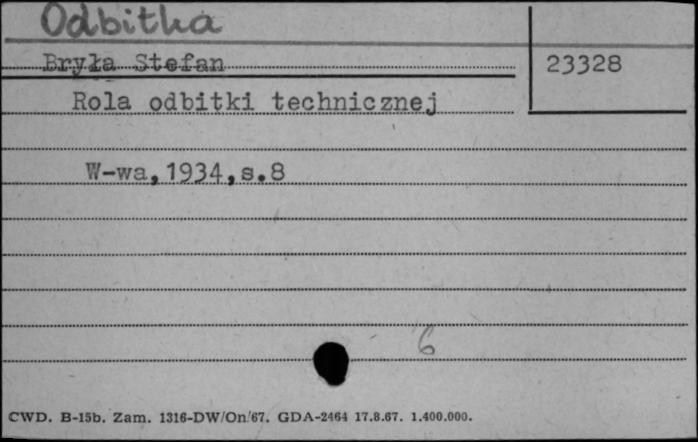 Odbitka
Bryła Stefan
23328
Rola odbitki technicznej
W-wa,1934,s.8
6
CWD. B-15b. Zam. 1316-DW/On/67. GDA-2464 17.8.67. 1.400.000.